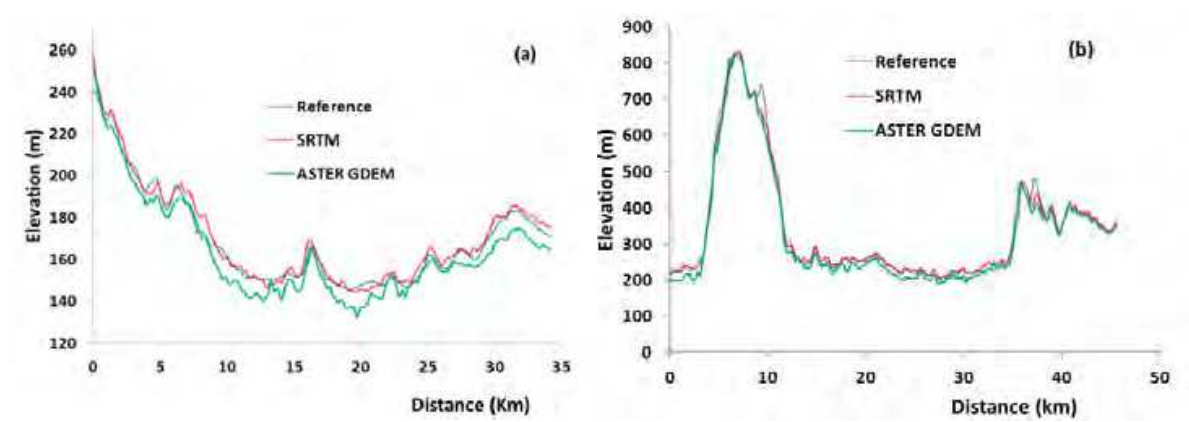 (a)
260
240
220
200
180
160
140
120
Elevation (m)
Reference
SRTM
ASTER GDEM
0 5 10 15 20 25 30 35
Distance (Km)
(b)
900
800
700
600
500
400
300
200
100
0
Elevation (m)
Reference
SRTM
ASTER GDEM
0 10 20 30 40 50
Distance (km)